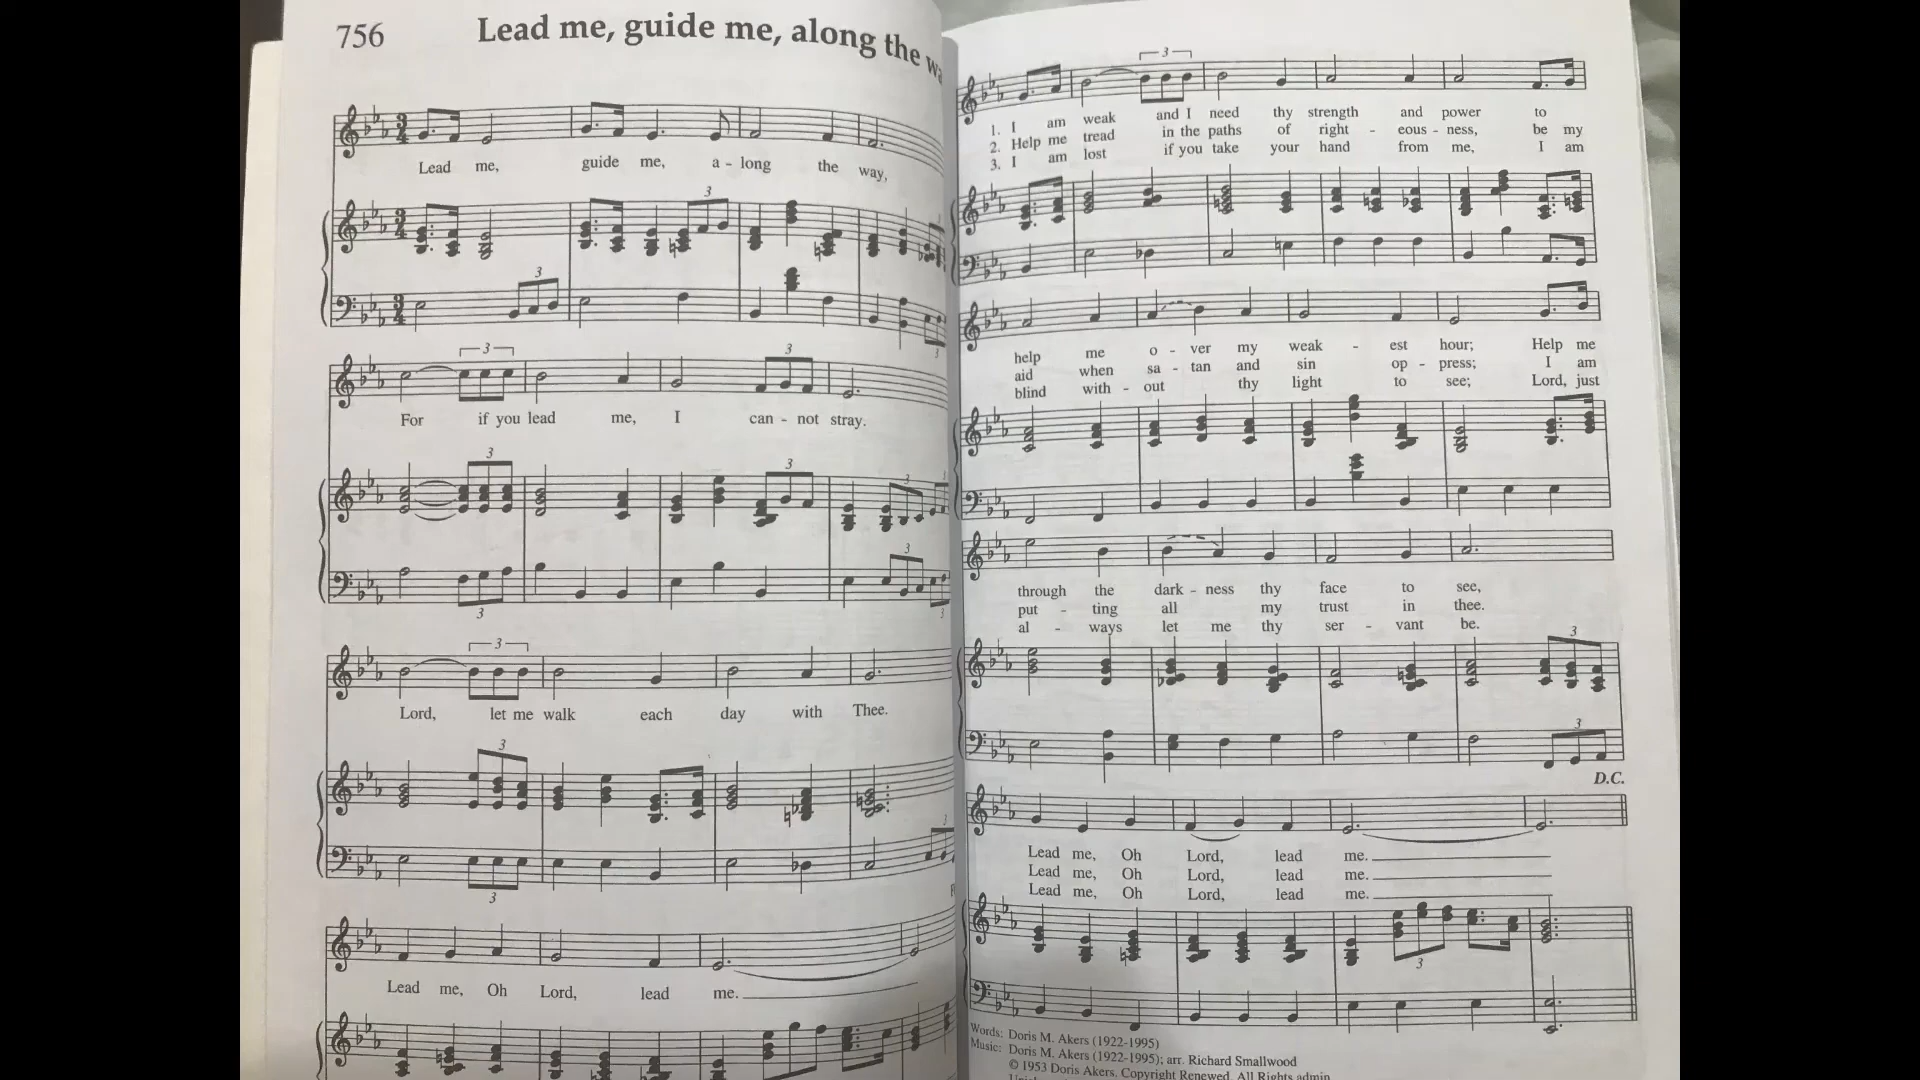 756 Lead me, guide me, along the
Lead me, guide me, a - long the way,
For if you lead me, I can - not stray.
Lord, let me walk each day with Thee.
Lead me, Oh Lord, lead me.
1. I am weak and I need thy strength and power to
2. Help me tread in the paths of right - eous - ness, be my
3. I am lost if you take your hand from me, I am
help me o - ver my weak - est hour; Help me
aid when sa - tan and sin op - press; I am
blind with - out thy light to see; Lord, just
through the dark - ness thy face to see,
put - ting all my trust in thee.
al - ways let me thy ser - vant be.
D.C.
Lead me, Oh Lord, lead me.
Lead me, Oh Lord, lead me.
Lead me, Oh Lord, lead me.
Words: Doris M. Akers (1922-1995)
Music: Doris M. Akers (1922-1995); arr. Richard Smallwood
© 1953 Doris Akers. Copyright Renewed. All Rights admin